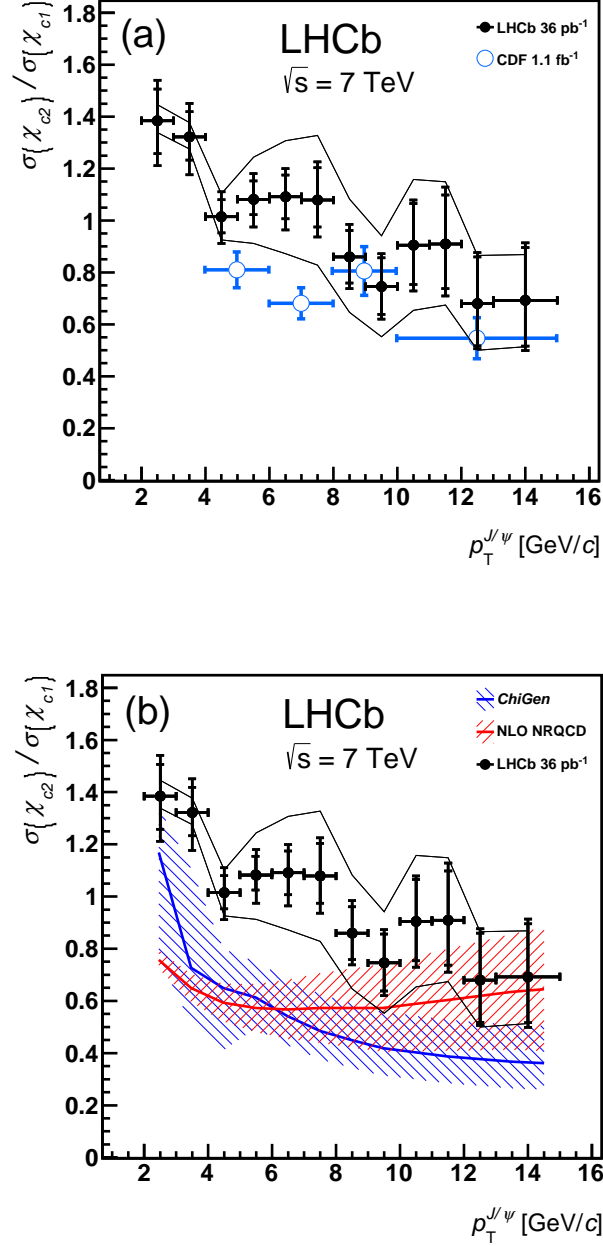 (a)
LHCb
√s = 7 TeV
LHCb 36 pb⁻¹
CDF 1.1 fb⁻¹
σ{χc2} / σ{χc1}
1.8
1.6
1.4
1.2
1
0.8
0.6
0.4
0.2
0
2 4 6 8 10 12 14 16
p_T^{J/ψ} [GeV/c]
(b)
LHCb
√s = 7 TeV
ChiGen
NLO NRQCD
LHCb 36 pb⁻¹
σ{χc2} / σ{χc1}
1.8
1.6
1.4
1.2
1
0.8
0.6
0.4
0.2
0
2 4 6 8 10 12 14 16
p_T^{J/ψ} [GeV/c]